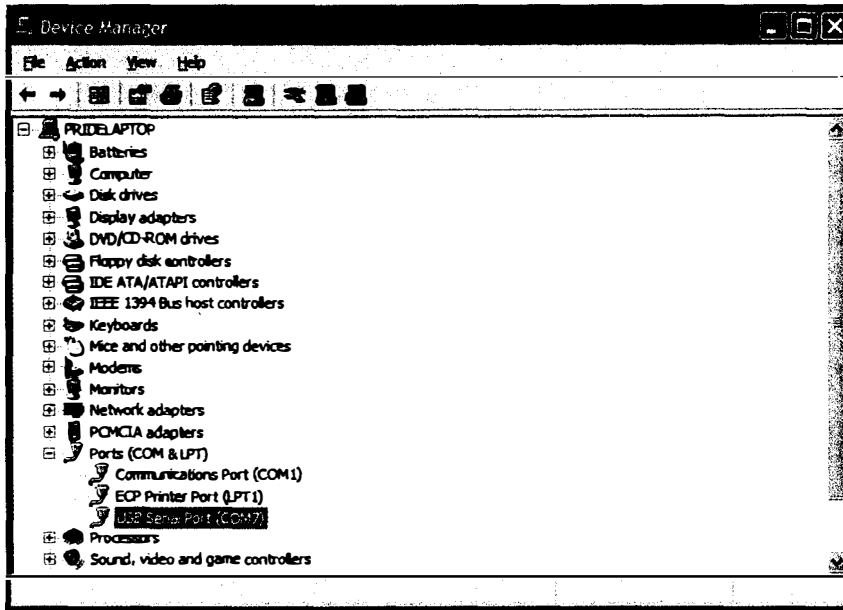 Device Manager
File Action View Help
PRIDELAPTOP
Batteries
Computer
Disk drives
Display adapters
DVD/CD-ROM drives
Floppy disk controllers
IDE ATA/ATAPI controllers
IEEE 1394 Bus host controllers
Keyboards
Mice and other pointing devices
Modems
Monitors
Network adapters
PCMCIA adapters
Ports (COM & LPT)
Communications Port (COM1)
ECP Printer Port (LPT1)
USB Serial Port (COM7)
Processors
Sound, video and game controllers